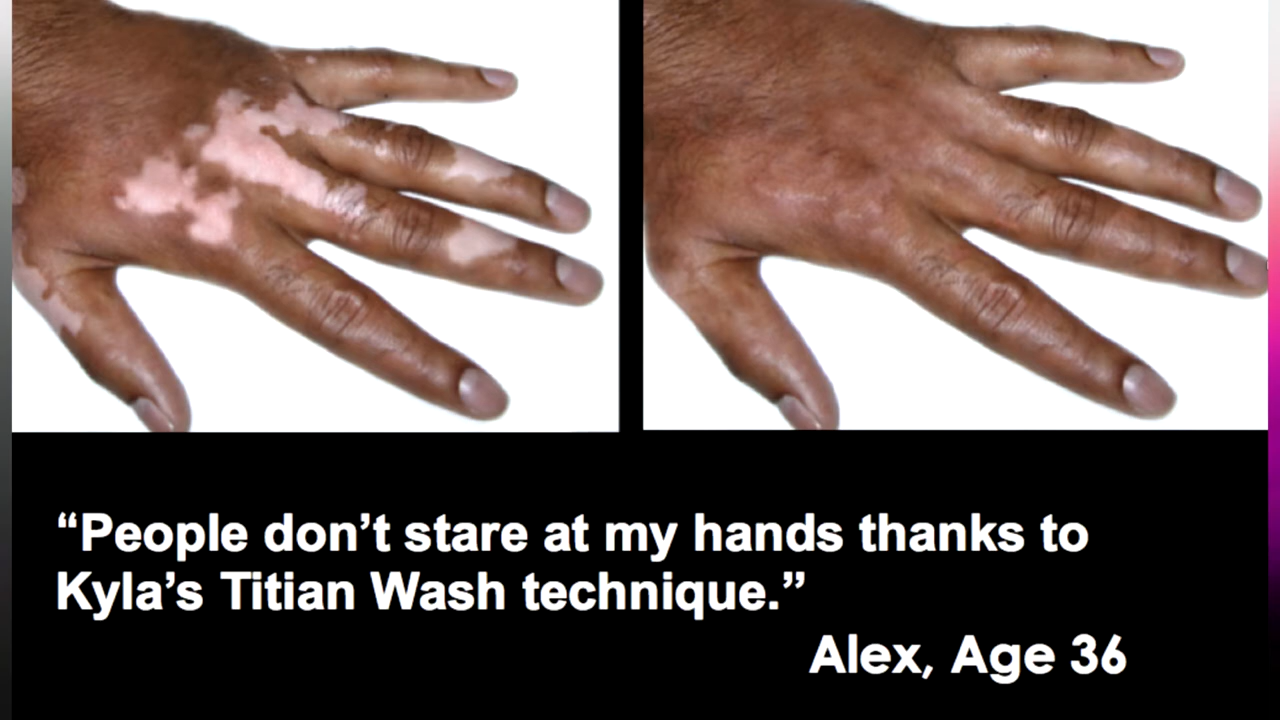 “People don’t stare at my hands thanks to
Kyla’s Titian Wash technique.”
Alex, Age 36